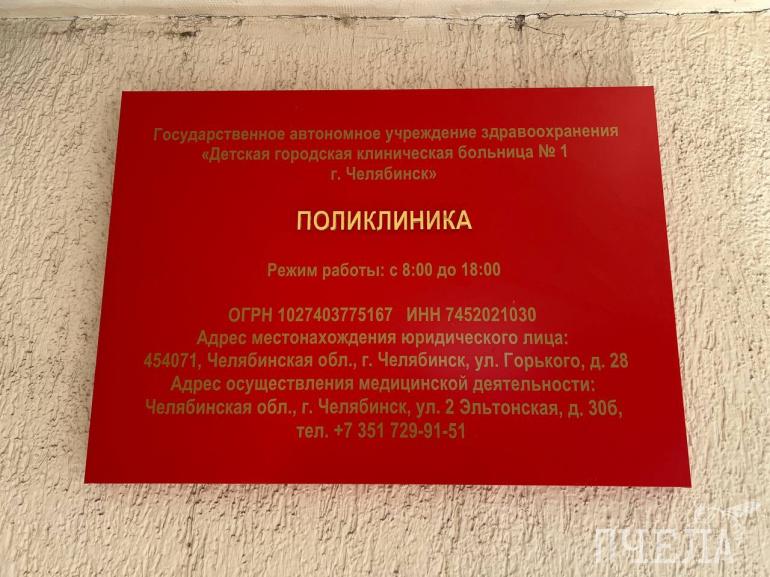 Государственное автономное учреждение здравоохранения
«Детская городская клиническая больница № 1
г. Челябинск»
ПОЛИКЛИНИКА
Режим работы: с 8:00 до 18:00
ОГРН 1027403775167 ИНН 7452021030
Адрес местонахождения юридического лица:
454071, Челябинская обл., г. Челябинск, ул. Горького, д. 28
Адрес осуществления медицинской деятельности:
Челябинская обл., г. Челябинск, ул. 2 Эльтонская, д. 30б,
тел. +7 351 729-91-51
ПЧЕЛА